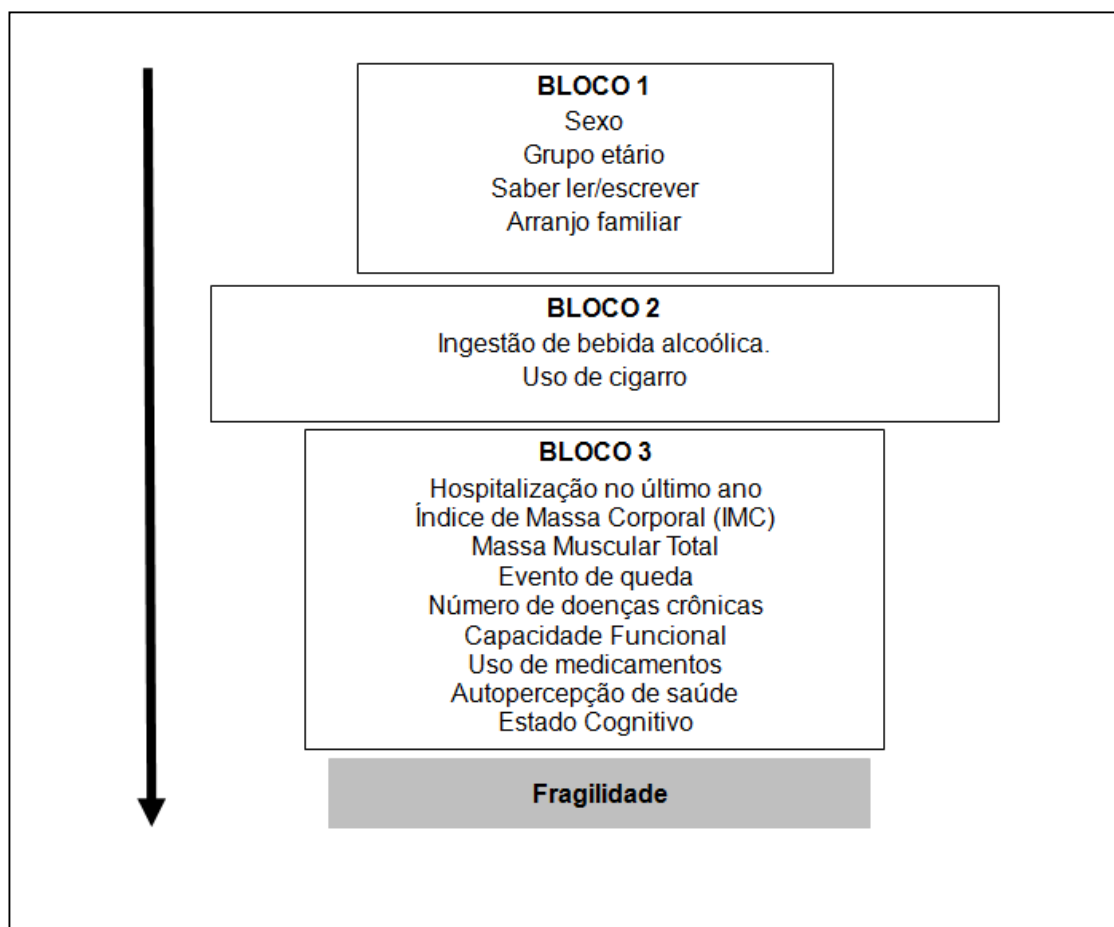 BLOCO 1
Sexo
Grupo etário
Saber ler/escrever
Arranjo familiar
BLOCO 2
Ingestão de bebida alcoólica.
Uso de cigarro
BLOCO 3
Hospitalização no último ano
Índice de Massa Corporal (IMC)
Massa Muscular Total
Evento de queda
Número de doenças crônicas
Capacidade Funcional
Uso de medicamentos
Autopercepção de saúde
Estado Cognitivo
Fragilidade